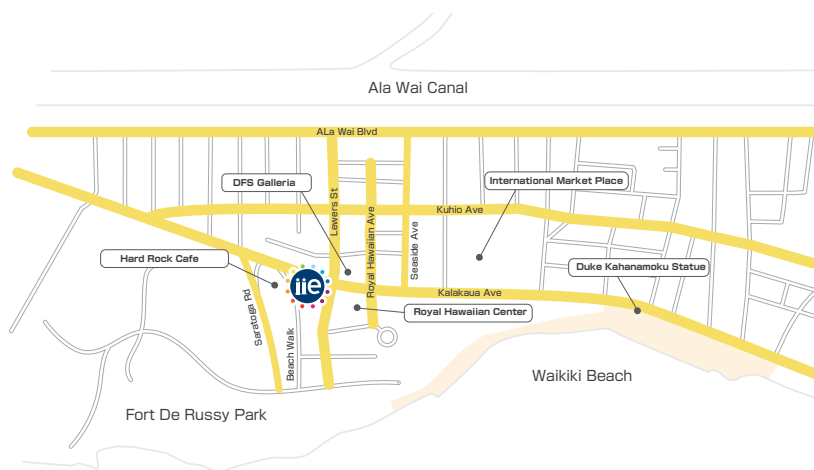 Ala Wai Canal
ALa Wai Blvd
DFS Galleria
International Market Place
Lewers St
Royal Hawaiian Ave
Seaside Ave
Kuhio Ave
Hard Rock Cafe
Duke Kahanamoku Statue
iie
Kalakaua Ave
Royal Hawaiian Center
Saratoga Rd
Beach Walk
Waikiki Beach
Fort De Russy Park